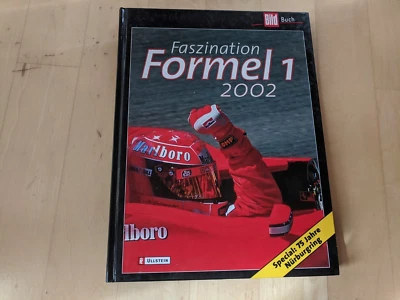 Bild Buch
Faszination
Formel 1
2002
Marlboro
lboro
ULLSTEIN
Special: 75 Jahre
Nürburgring